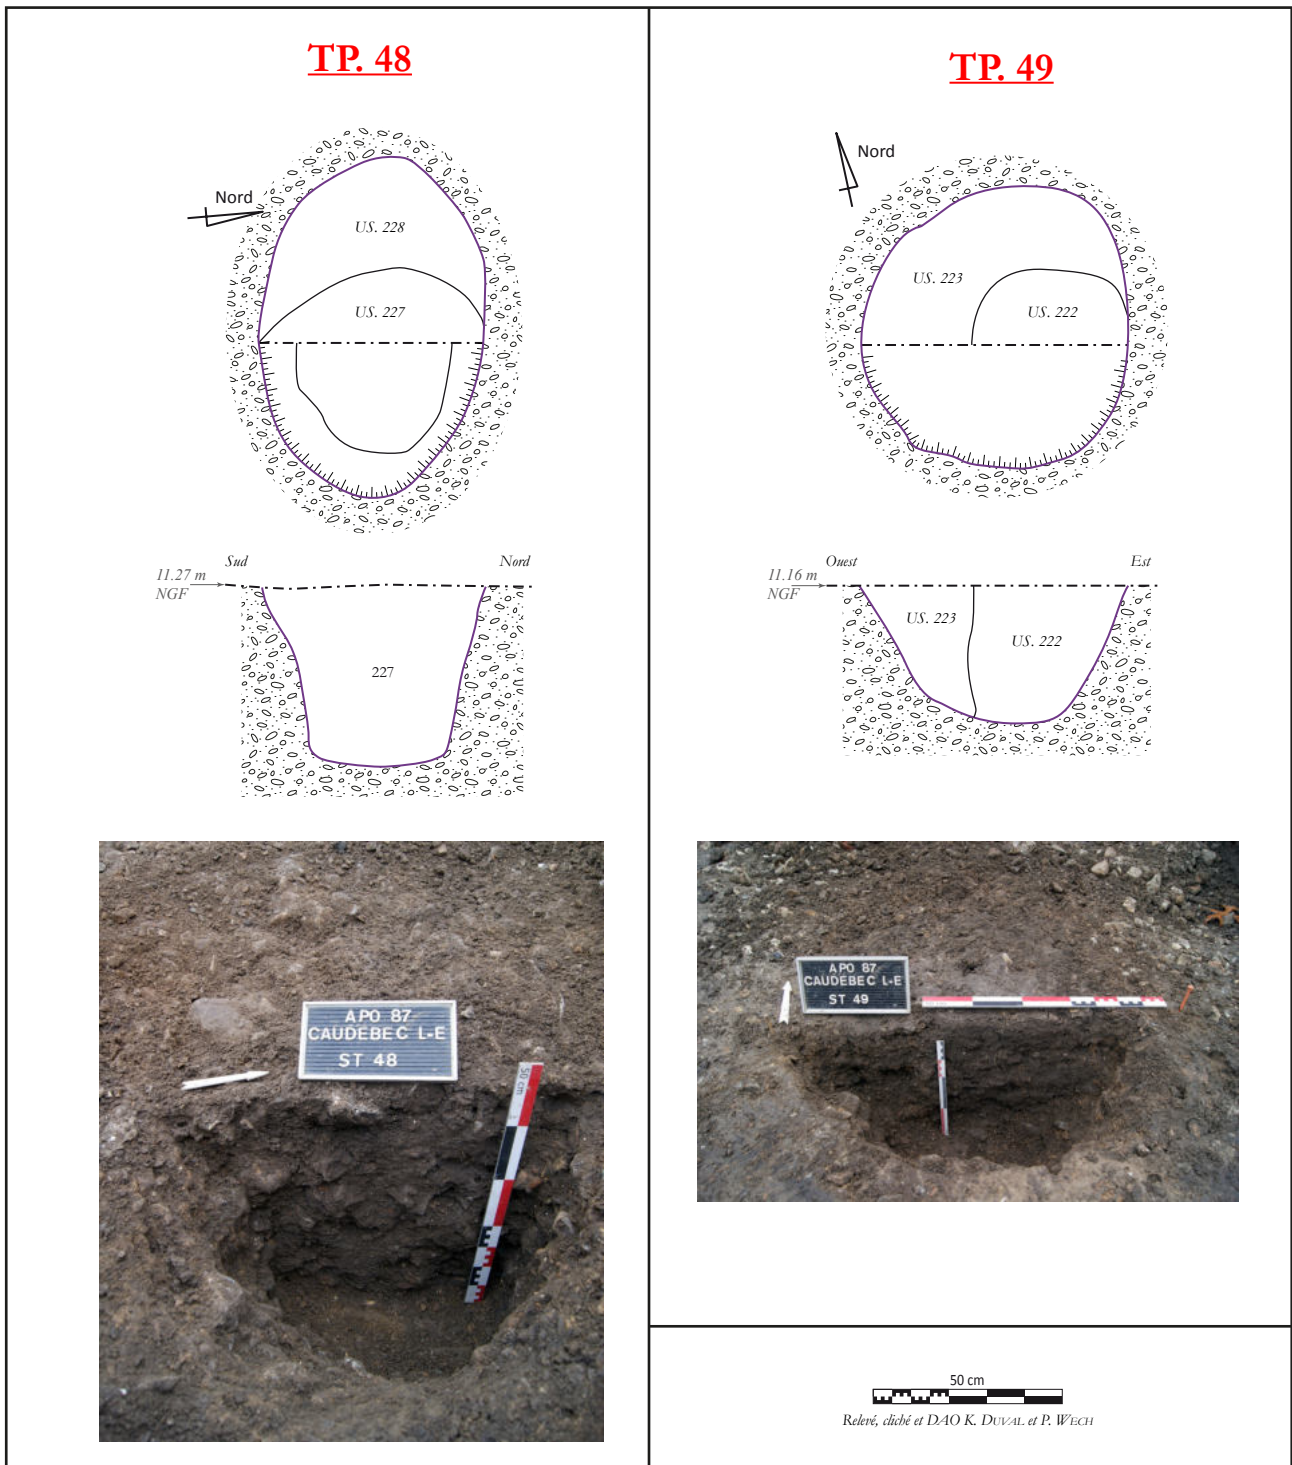 TP. 48
Nord
US. 228
US. 227
Sud
Nord
11.27 m
NGF
227
APO 87
CAUDEBEC L-E
ST 48
50 cm
TP. 49
Nord
US. 223
US. 222
Ouest
Est
11.16 m
NGF
US. 223
US. 222
APO 87
CAUDEBEC L-E
ST 49
50 cm
Relevé, cliché et DAO K. DUVAL et P. WECH